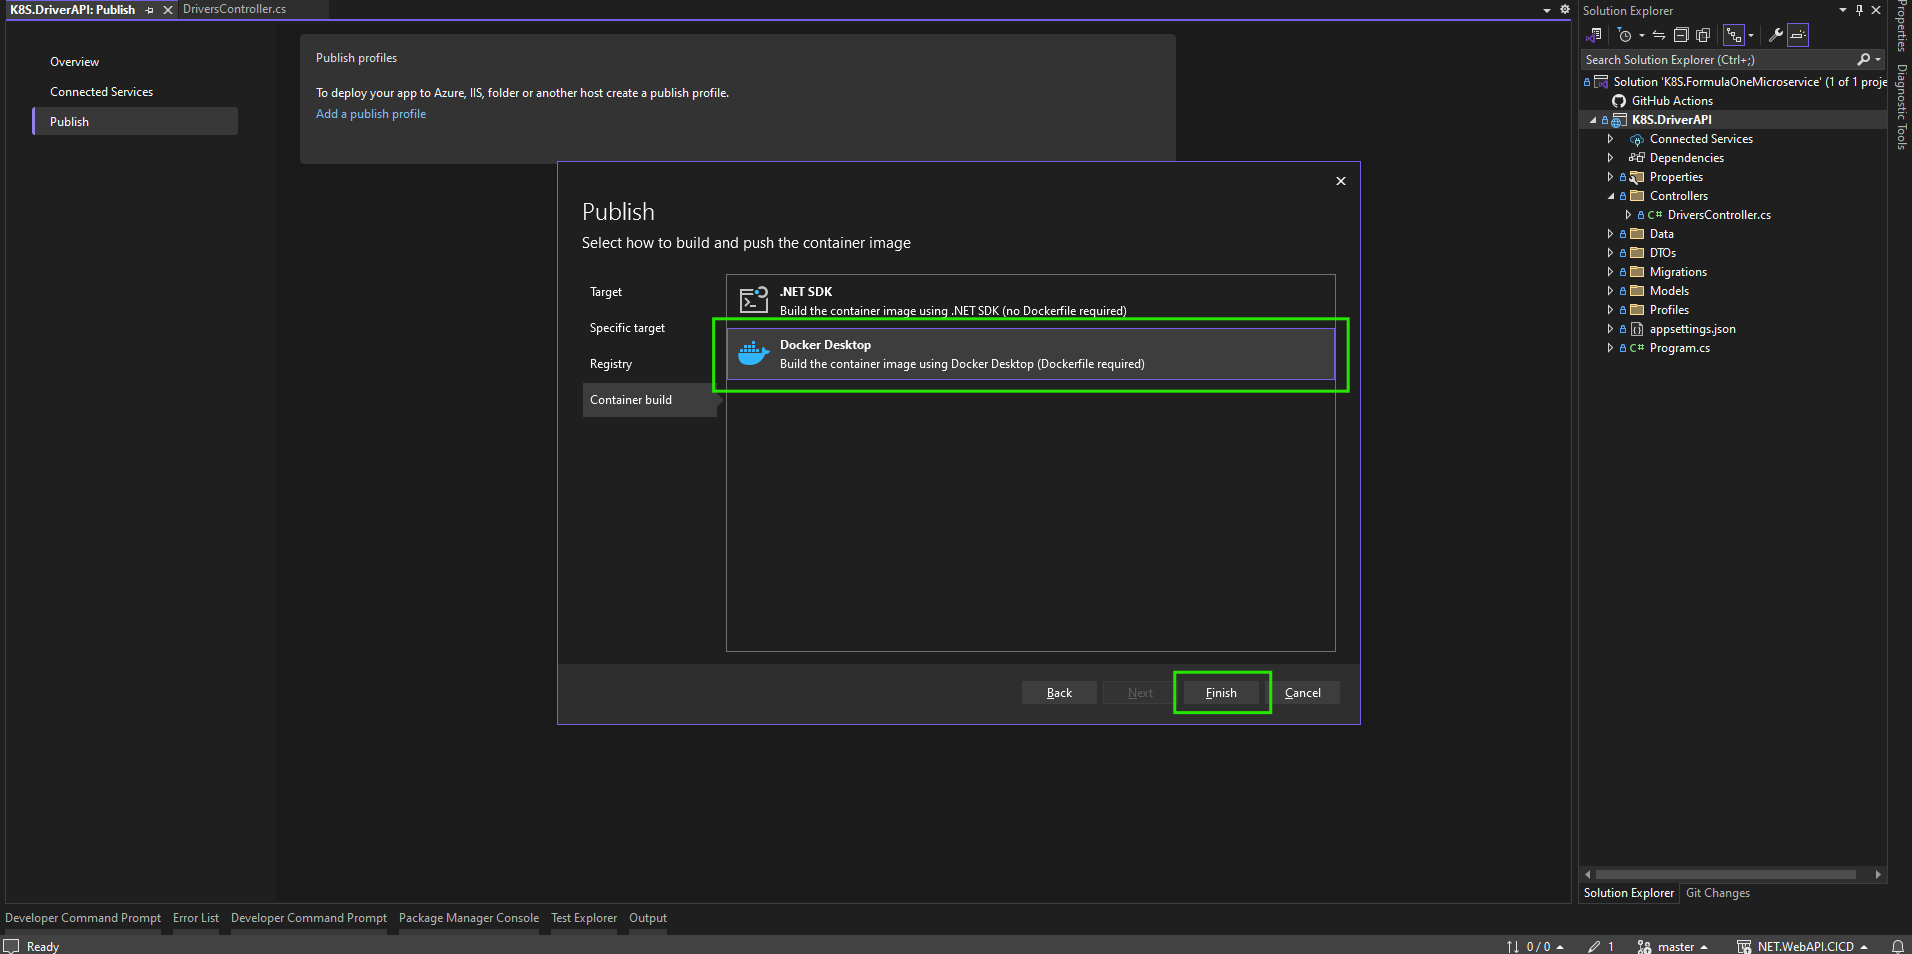 K8S.DriverAPI: Publish
DriversController.cs
Overview
Connected Services
Publish
Publish profiles
To deploy your app to Azure, IIS, folder or another host create a publish profile.
Add a publish profile
Publish
Select how to build and push the container image
Target
Specific target
Registry
Container build
.NET SDK
Build the container image using .NET SDK (no Dockerfile required)
Docker Desktop
Build the container image using Docker Desktop (Dockerfile required)
Back
Next
Finish
Cancel
Solution Explorer
Search Solution Explorer (Ctrl+;)
Solution 'K8S.FormulaOneMicroservice' (1 of 1 proje
GitHub Actions
K8S.DriverAPI
Connected Services
Dependencies
Properties
Controllers
C# DriversController.cs
Data
DTOs
Migrations
Models
Profiles
appsettings.json
C# Program.cs
Solution Explorer
Git Changes
Properties
Diagnostic Tools
Developer Command Prompt
Error List
Developer Command Prompt
Package Manager Console
Test Explorer
Output
Ready
0 / 0
1
master
NET.WebAPI.CICD